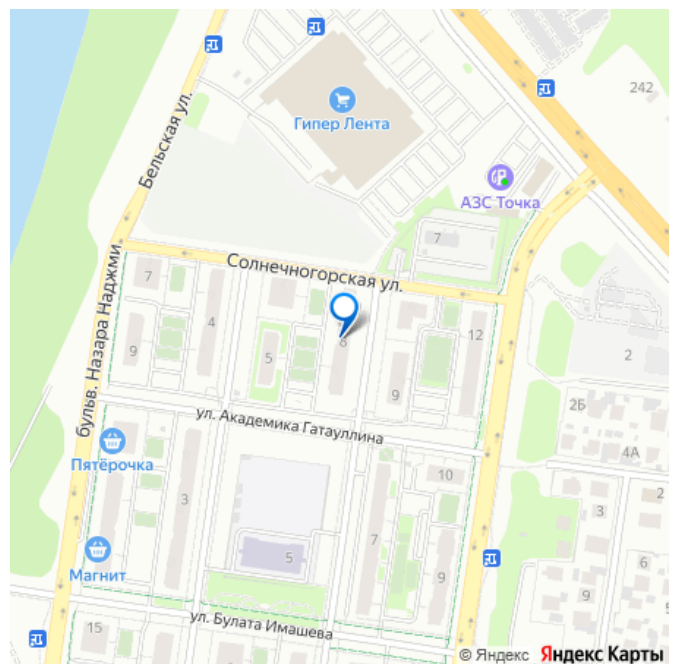 242
Гипер Лента
Бельская ул.
АЗС Точка
7
Солнечногорская ул.
7
4
8
12
5
9
9
2
2Б
бульв. Назара Наджми
ул. Академика Гатауллина
4А
Пятёрочка
10
2
3
3
5
7
9
Магнит
9
5
ул. Булата Имашева
15
© Яндекс Яндекс Карты